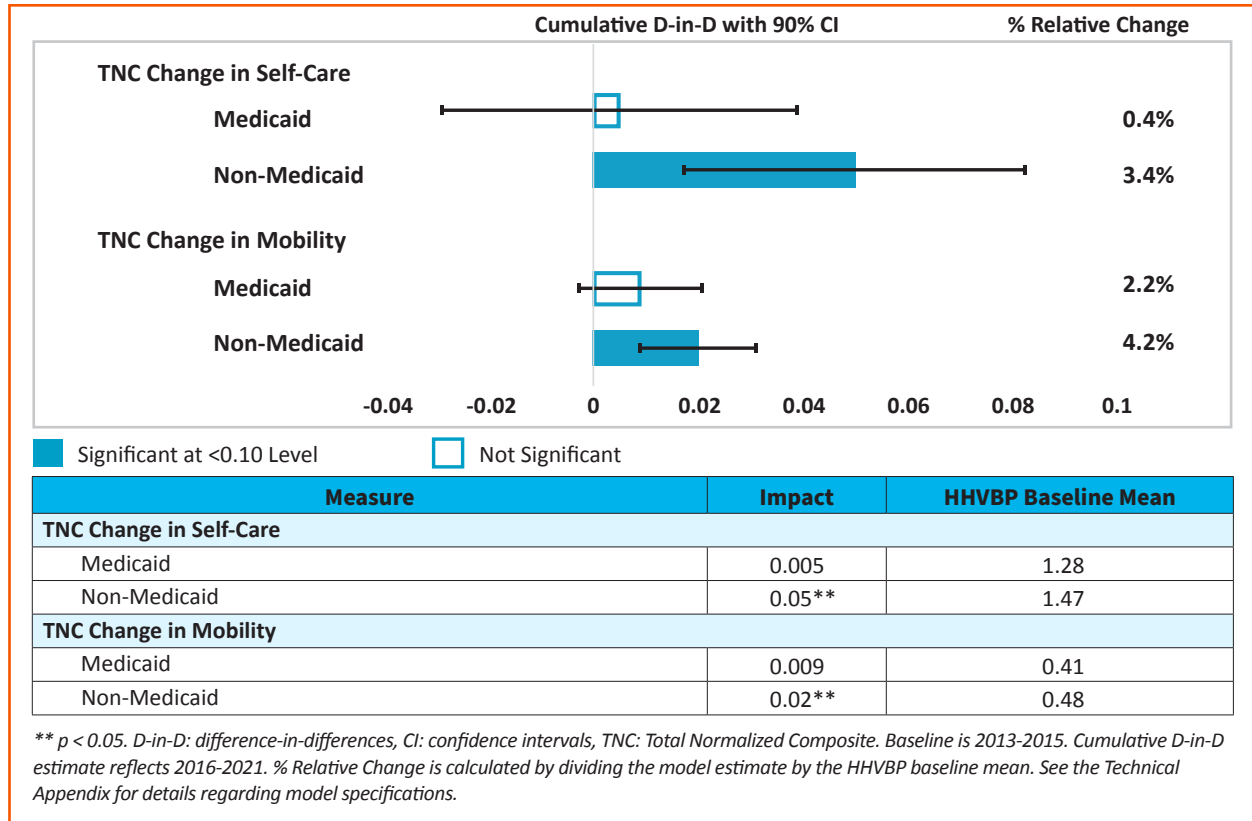 Cumulative D-in-D with 90% CI % Relative Change
TNC Change in Self-Care
Medicaid 0.4%
Non-Medicaid 3.4%
TNC Change in Mobility
Medicaid 2.2%
Non-Medicaid 4.2%
-0.04 -0.02 0 0.02 0.04 0.06 0.08 0.1
Significant at <0.10 Level Not Significant
Measure Impact HHVBP Baseline Mean
TNC Change in Self-Care
Medicaid 0.005 1.28
Non-Medicaid 0.05** 1.47
TNC Change in Mobility
Medicaid 0.009 0.41
Non-Medicaid 0.02** 0.48
** p < 0.05. D-in-D: difference-in-differences, CI: confidence intervals, TNC: Total Normalized Composite. Baseline is 2013-2015. Cumulative D-in-D
estimate reflects 2016-2021. % Relative Change is calculated by dividing the model estimate by the HHVBP baseline mean. See the Technical
Appendix for details regarding model specifications.